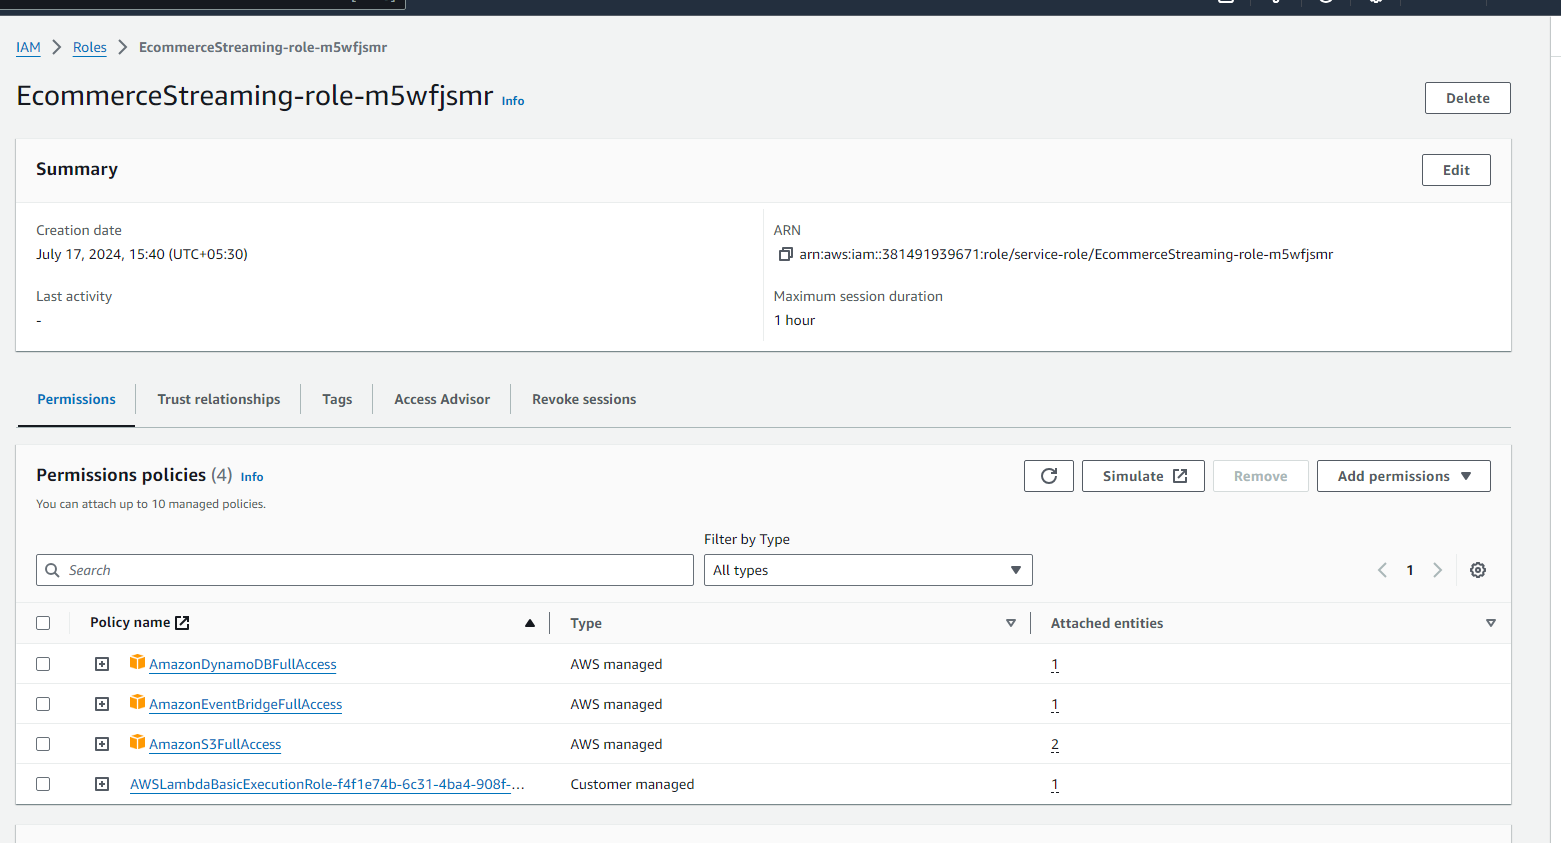 IAM > Roles > EcommerceStreaming-role-m5wfjsmr
EcommerceStreaming-role-m5wfjsmr Info
Delete
Summary
Edit
Creation date
July 17, 2024, 15:40 (UTC+05:30)
ARN
arn:aws:iam::381491939671:role/service-role/EcommerceStreaming-role-m5wfjsmr
Last activity
-
Maximum session duration
1 hour
Permissions Trust relationships Tags Access Advisor Revoke sessions
Permissions policies (4) Info
You can attach up to 10 managed policies.
Simulate Remove Add permissions
Filter by Type
Search
All types
1
Policy name Type Attached entities
AmazonDynamoDBFullAccess AWS managed 1
AmazonEventBridgeFullAccess AWS managed 1
AmazonS3FullAccess AWS managed 2
AWSLambdaBasicExecutionRole-f4f1e74b-6c31-4ba4-908f-... Customer managed 1